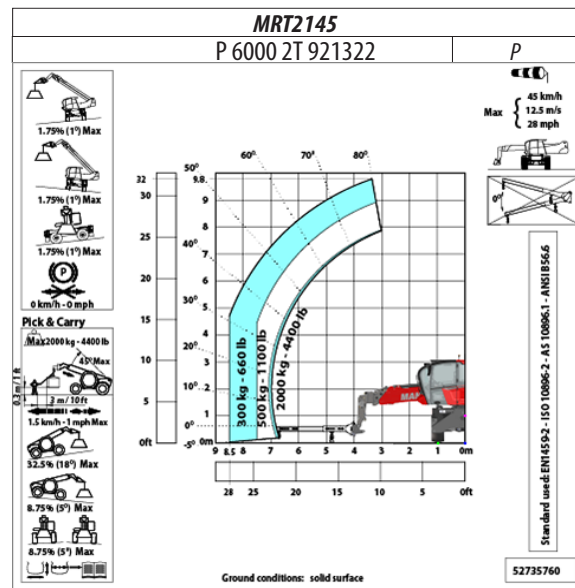 MRT2145
P 6000 2T 921322
P
1.75% (1°) Max
1.75% (1°) Max
1.75% (1°) Max
P
0 km/h - 0 mph
Pick & Carry
Max 2000 kg - 4400 lb
45° Max
0.3 m / 1 ft
3 m / 10 ft
1.5 km/h - 1 mph Max
32.5% (18°) Max
8.75% (5°) Max
8.75% (5°) Max
Max
45 km/h
12.5 m/s
28 mph
0°
50°
60°
70°
80°
32
9.8
30
9
8
25
40°
7
6
20
30°
5
15
4
20°
3
10
10°
2
5
1
0°
0ft
-5°
0m
300 kg - 660 lb
500 kg - 1100 lb
2000 kg - 4400 lb
MAN
9 8.5 8 7 6 5 4 3 2 1 0m
28 25 20 15 10 5 0ft
Standard used: EN1459-2 - ISO 10896-2 - AS 10896.1 - ANSI B56.6
Ground conditions: solid surface
52735760